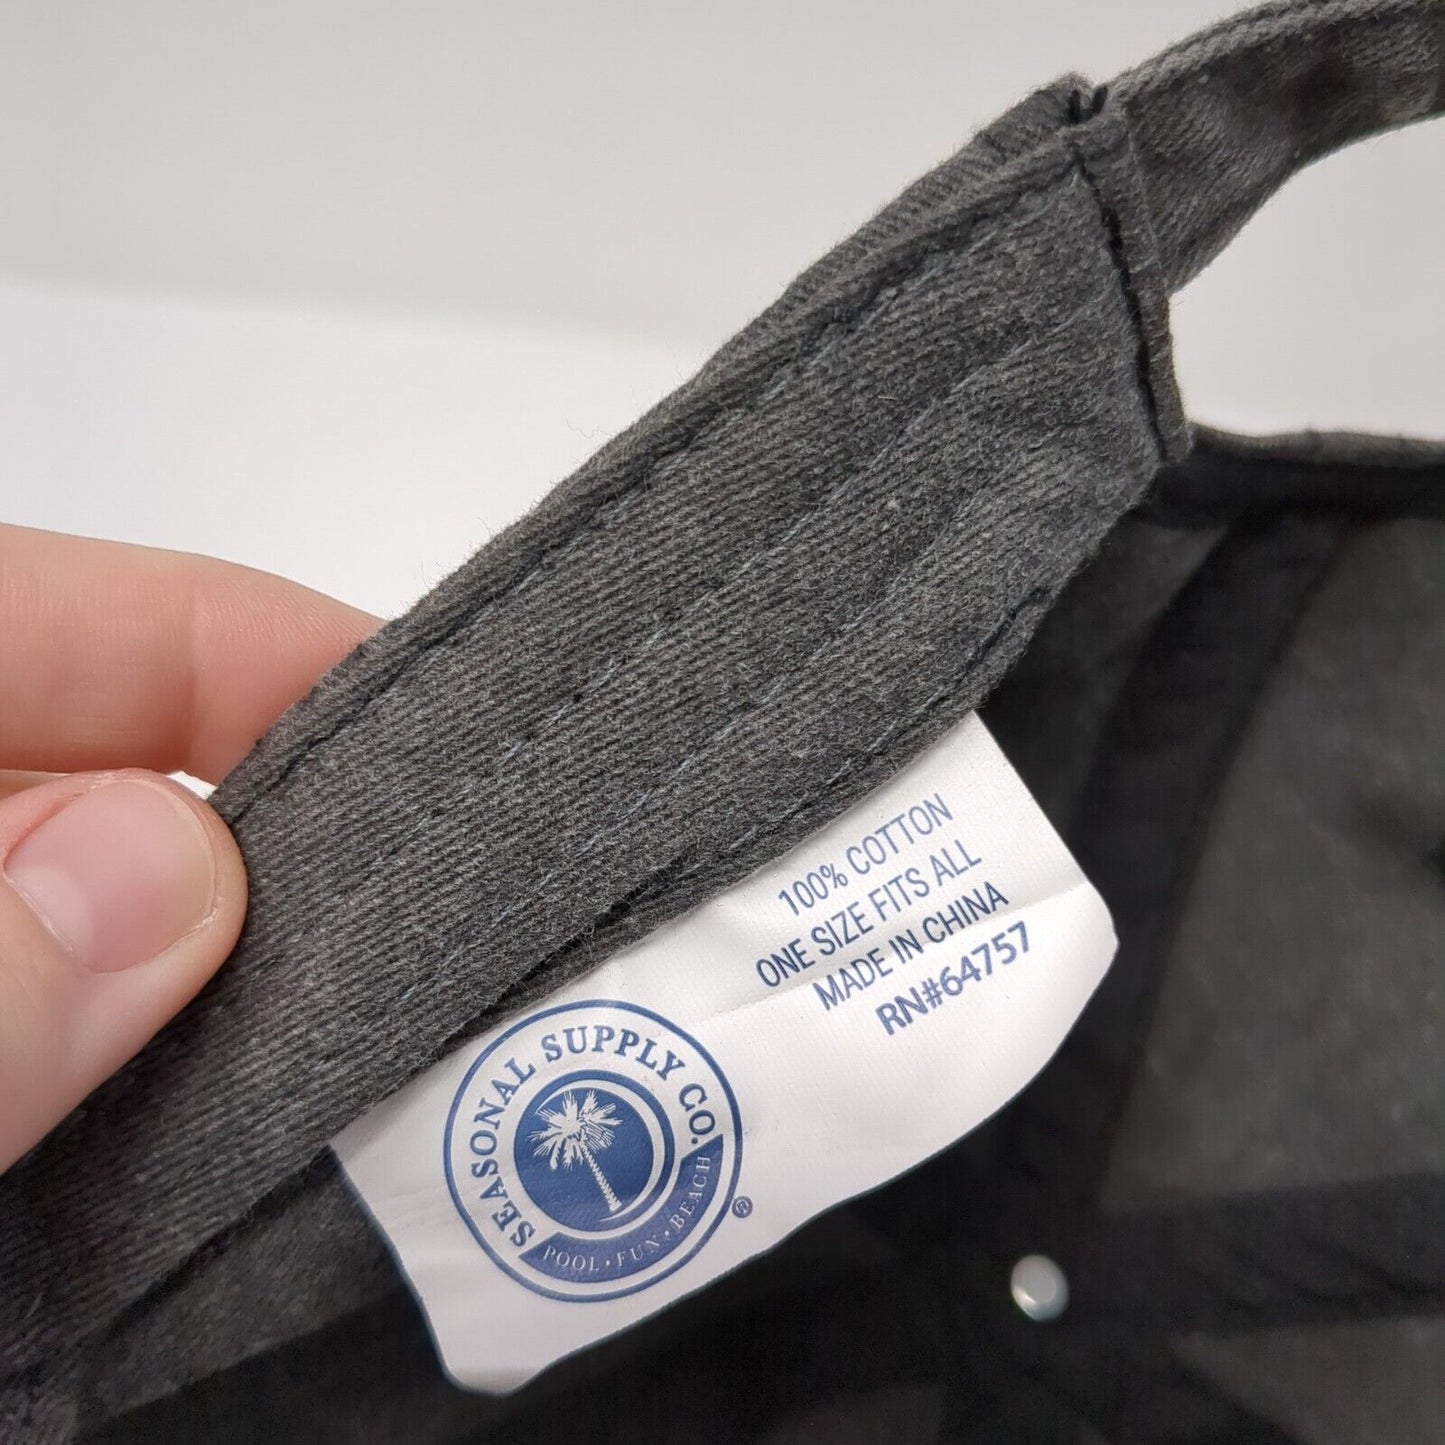 100% COTTON
ONE SIZE FITS ALL
MADE IN CHINA
RN#64757
SEASONAL SUPPLY CO.
POOL • FUN • BEACH
®